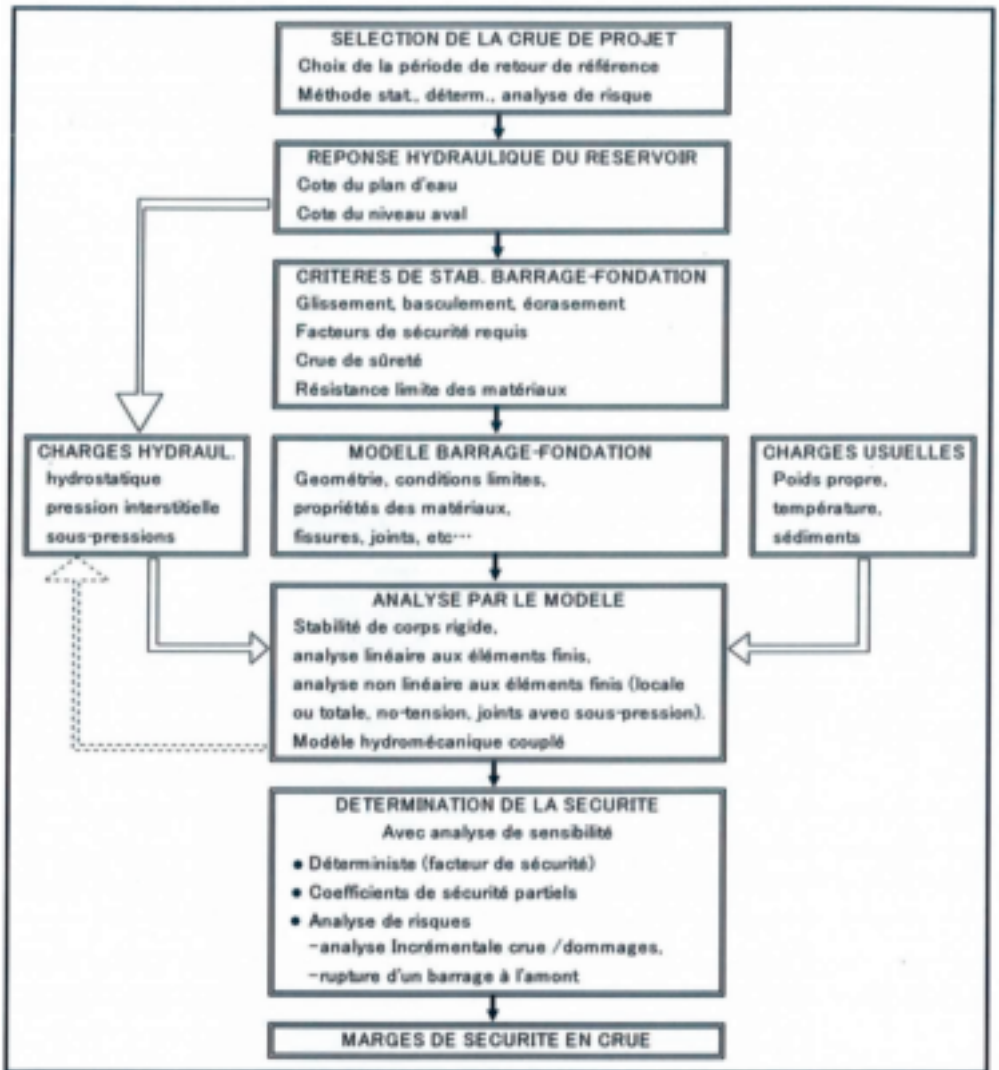 SELECTION DE LA CRUE DE PROJET
Choix de la période de retour de référence
Méthode stat., déterm., analyse de risque
REPONSE HYDRAULIQUE DU RESERVOIR
Cote du plan d'eau
Cote du niveau aval
CRITERES DE STAB. BARRAGE-FONDATION
Glissement, basculement, écrasement
Facteurs de sécurité requis
Crue de sûreté
Résistance limite des matériaux
CHARGES HYDRAUL.
hydrostatique
pression interstitielle
sous-pressions
MODELE BARRAGE-FONDATION
Geométrie, conditions limites,
propriétés des matériaux,
fissures, joints, etc…
CHARGES USUELLES
Poids propre,
température,
sédiments
ANALYSE PAR LE MODELE
Stabilité de corps rigide,
analyse linéaire aux éléments finis,
analyse non linéaire aux éléments finis (locale
ou totale, no-tension, joints avec sous-pression).
Modèle hydromécanique couplé
DETERMINATION DE LA SECURITE
Avec analyse de sensibilité
• Déterministe (facteur de sécurité)
• Coefficients de sécurité partiels
• Analyse de risques
-analyse Incrémentale crue /dommages,
-rupture d'un barrage à l'amont
MARGES DE SECURITE EN CRUE